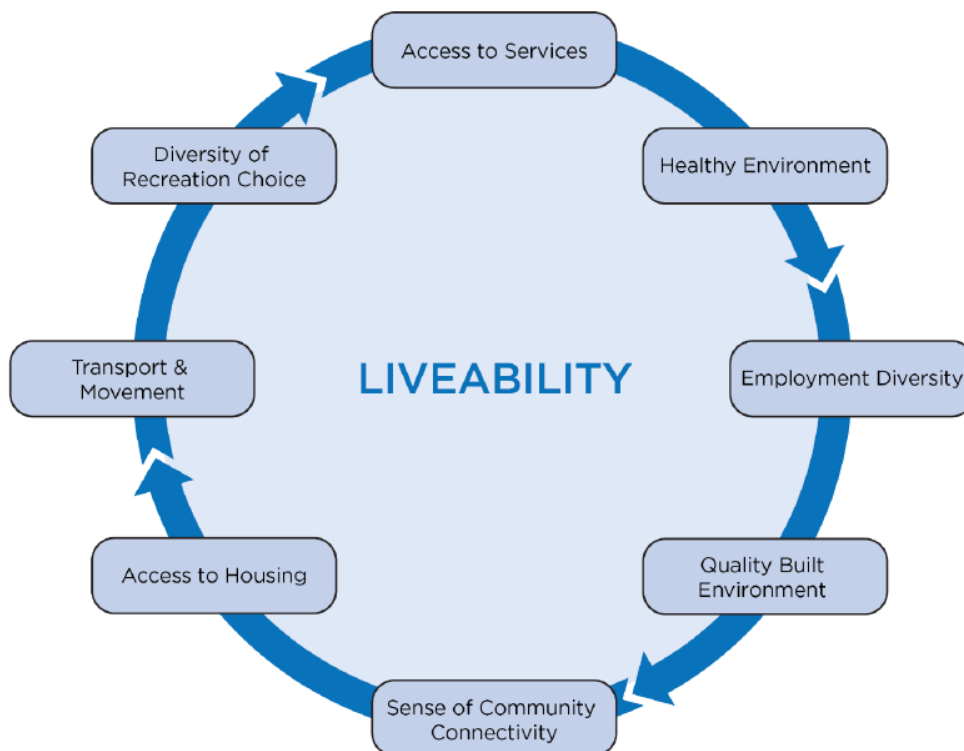 Access to Services
Healthy Environment
Employment Diversity
Quality Built
Environment
Sense of Community
Connectivity
Access to Housing
Transport &
Movement
Diversity of
Recreation Choice
LIVEABILITY